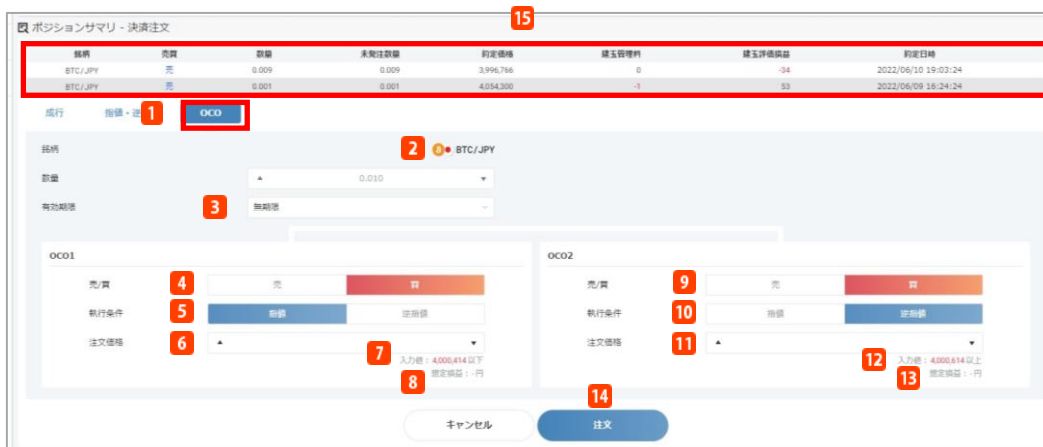 15
ポジションサマリ - 決済注文
銘柄 売買 数量 未発注数量 約定価格 建玉管理料 建玉評価損益 約定日時
BTC/JPY 売 0.009 0.009 3,996,766 0 -34 2022/06/10 19:03:24
BTC/JPY 売 0.001 0.001 4,054,300 -1 53 2022/06/09 16:24:24
成行 指値・逆 1 OCO
銘柄 2 BTC/JPY
数量 ▲ 0.010 ▼
有効期限 3 無期限
OCO1
売/買 4 売 買
執行条件 5 指値 逆指値
注文価格 6 ▲ ▼
7 入力値：4,000,414 以下
8 想定損益：-円
OCO2
売/買 9 売 買
執行条件 10 指値 逆指値
注文価格 11 ▲ ▼
12 入力値：4,000,614 以上
13 想定損益：-円
14
キャンセル 注文